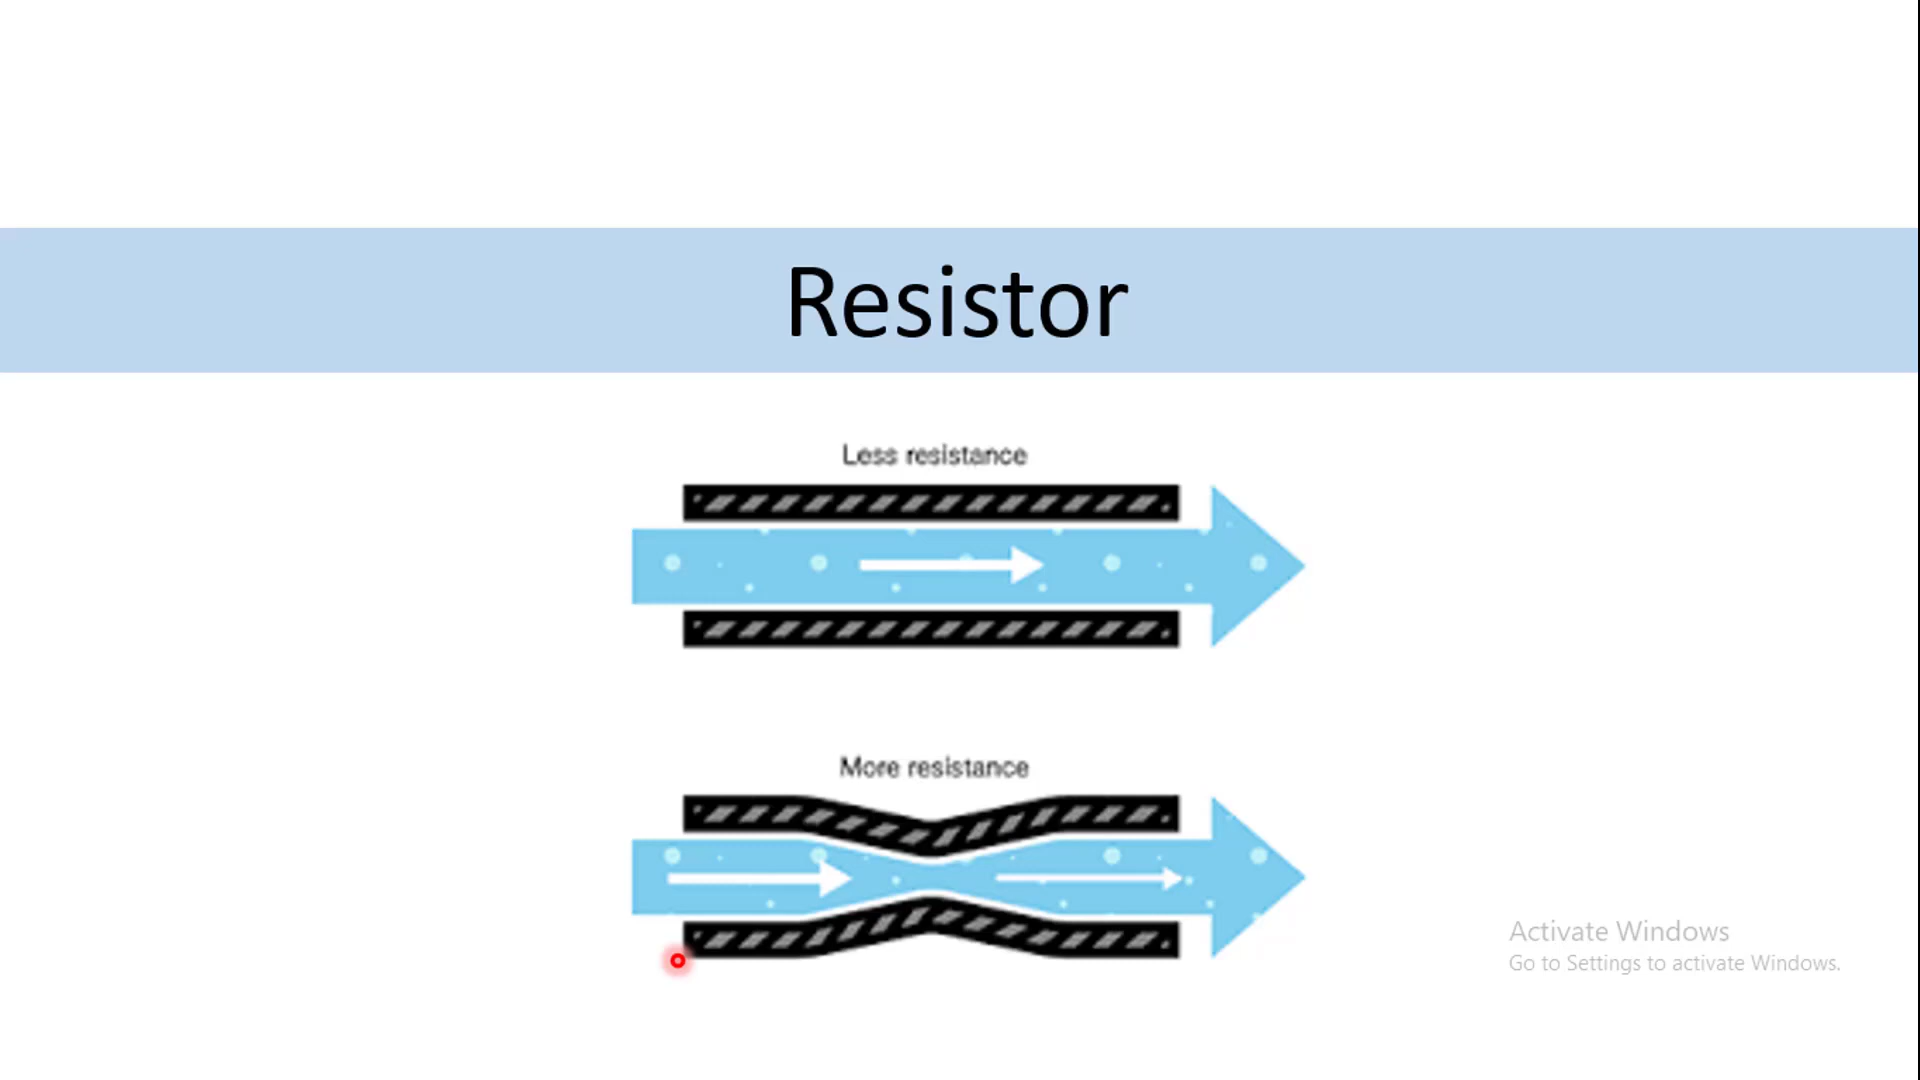 Resistor
Less resistance
More resistance
Activate Windows
Go to Settings to activate Windows.